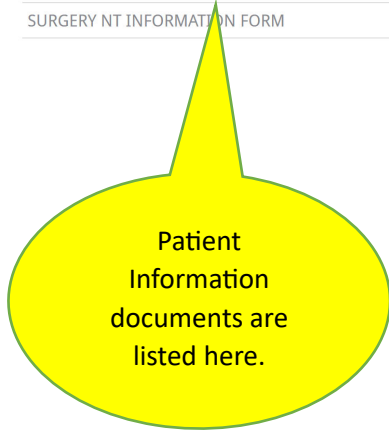 SURGERY NT INFORMATION FORM
Patient
Information
documents are
listed here.